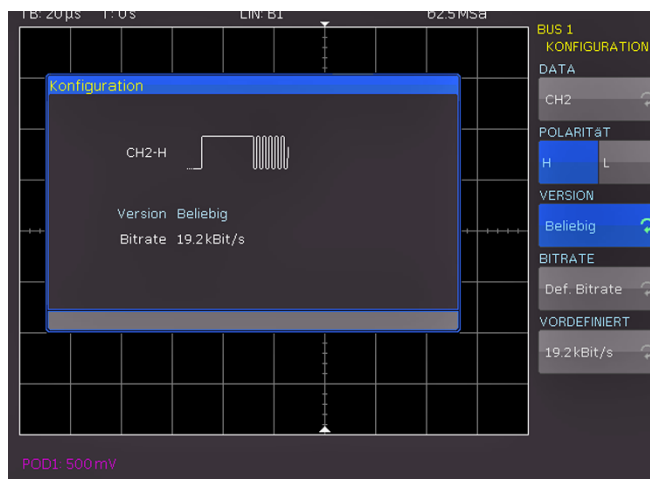 TB: 20µs T: 0s LIN: B1 62.5MSa
BUS 1
KONFIGURATION
DATA
CH2
POLARITäT
H L
VERSION
Beliebig
BITRATE
Def. Bitrate
VORDEFINIERT
19.2kBit/s
Konfiguration
CH2-H
Version Beliebig
Bitrate 19.2kBit/s
POD1: 500mV